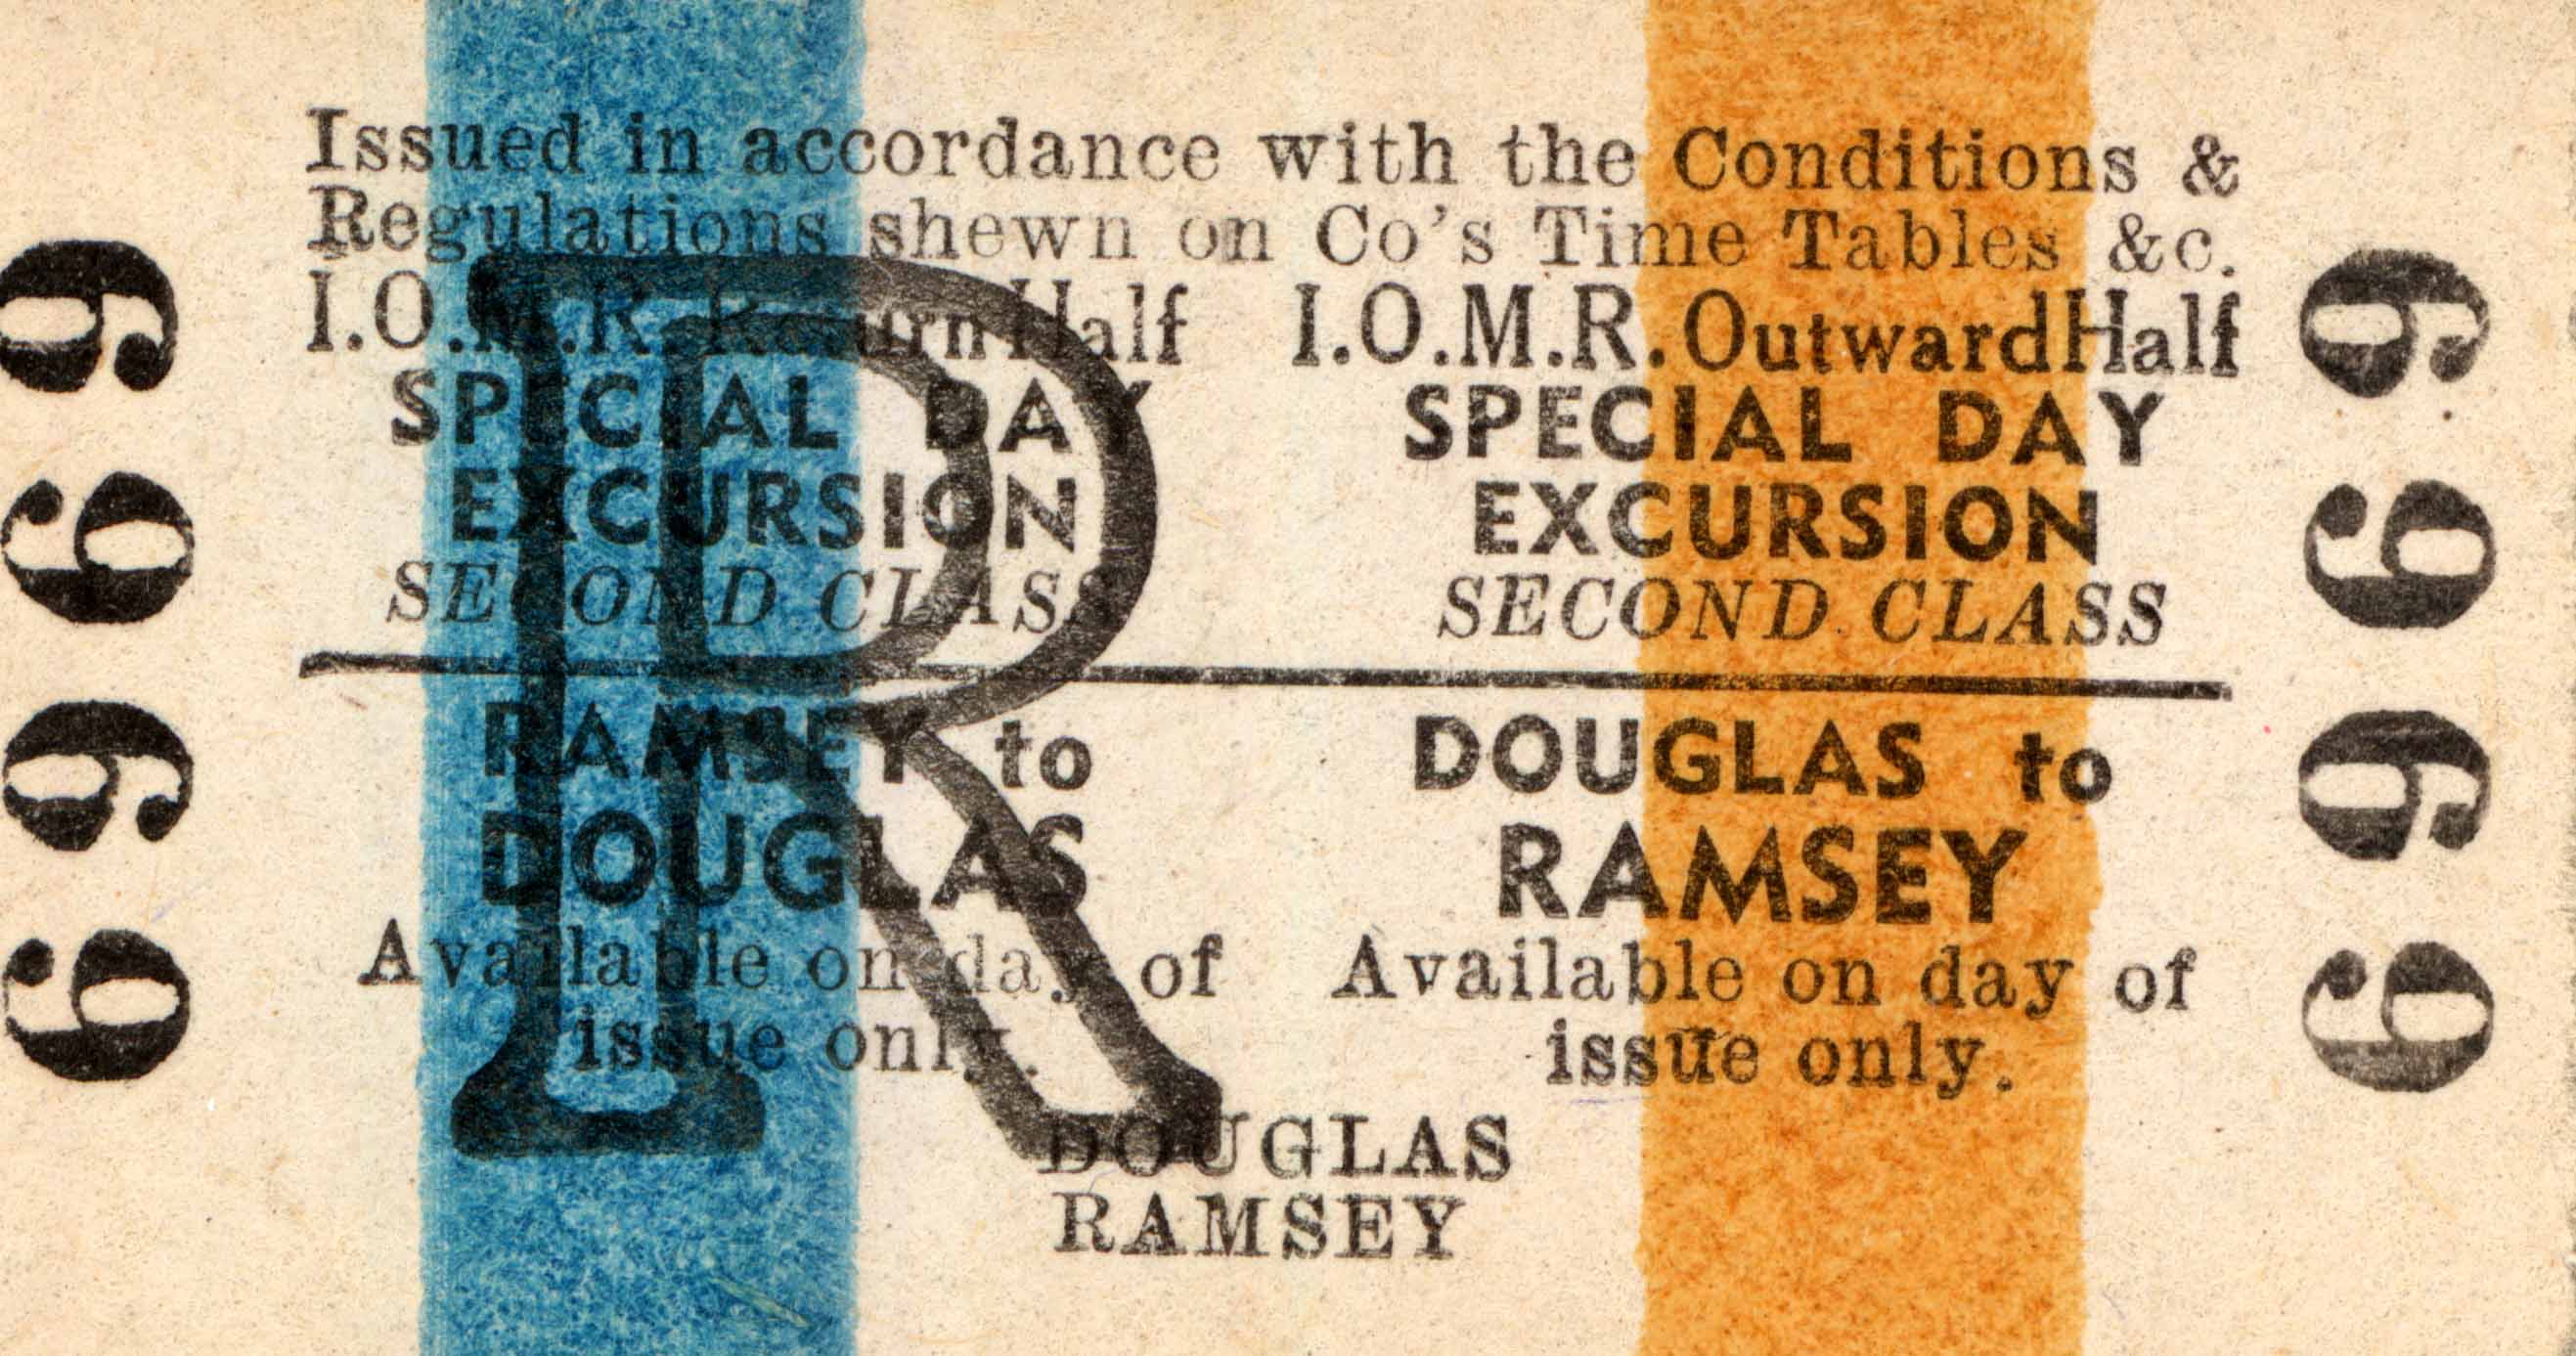 Issued in accordance with the Conditions &
Regulations shewn on Co's Time Tables &c.
I.O.M.R. Return Half
SPECIAL DAY
EXCURSION
SECOND CLASS
RAMSEY to
DOUGLAS
Available on day of
issue only.
R
I.O.M.R. Outward Half
SPECIAL DAY
EXCURSION
SECOND CLASS
DOUGLAS to
RAMSEY
Available on day of
issue only.
DOUGLAS
RAMSEY
6969
6969